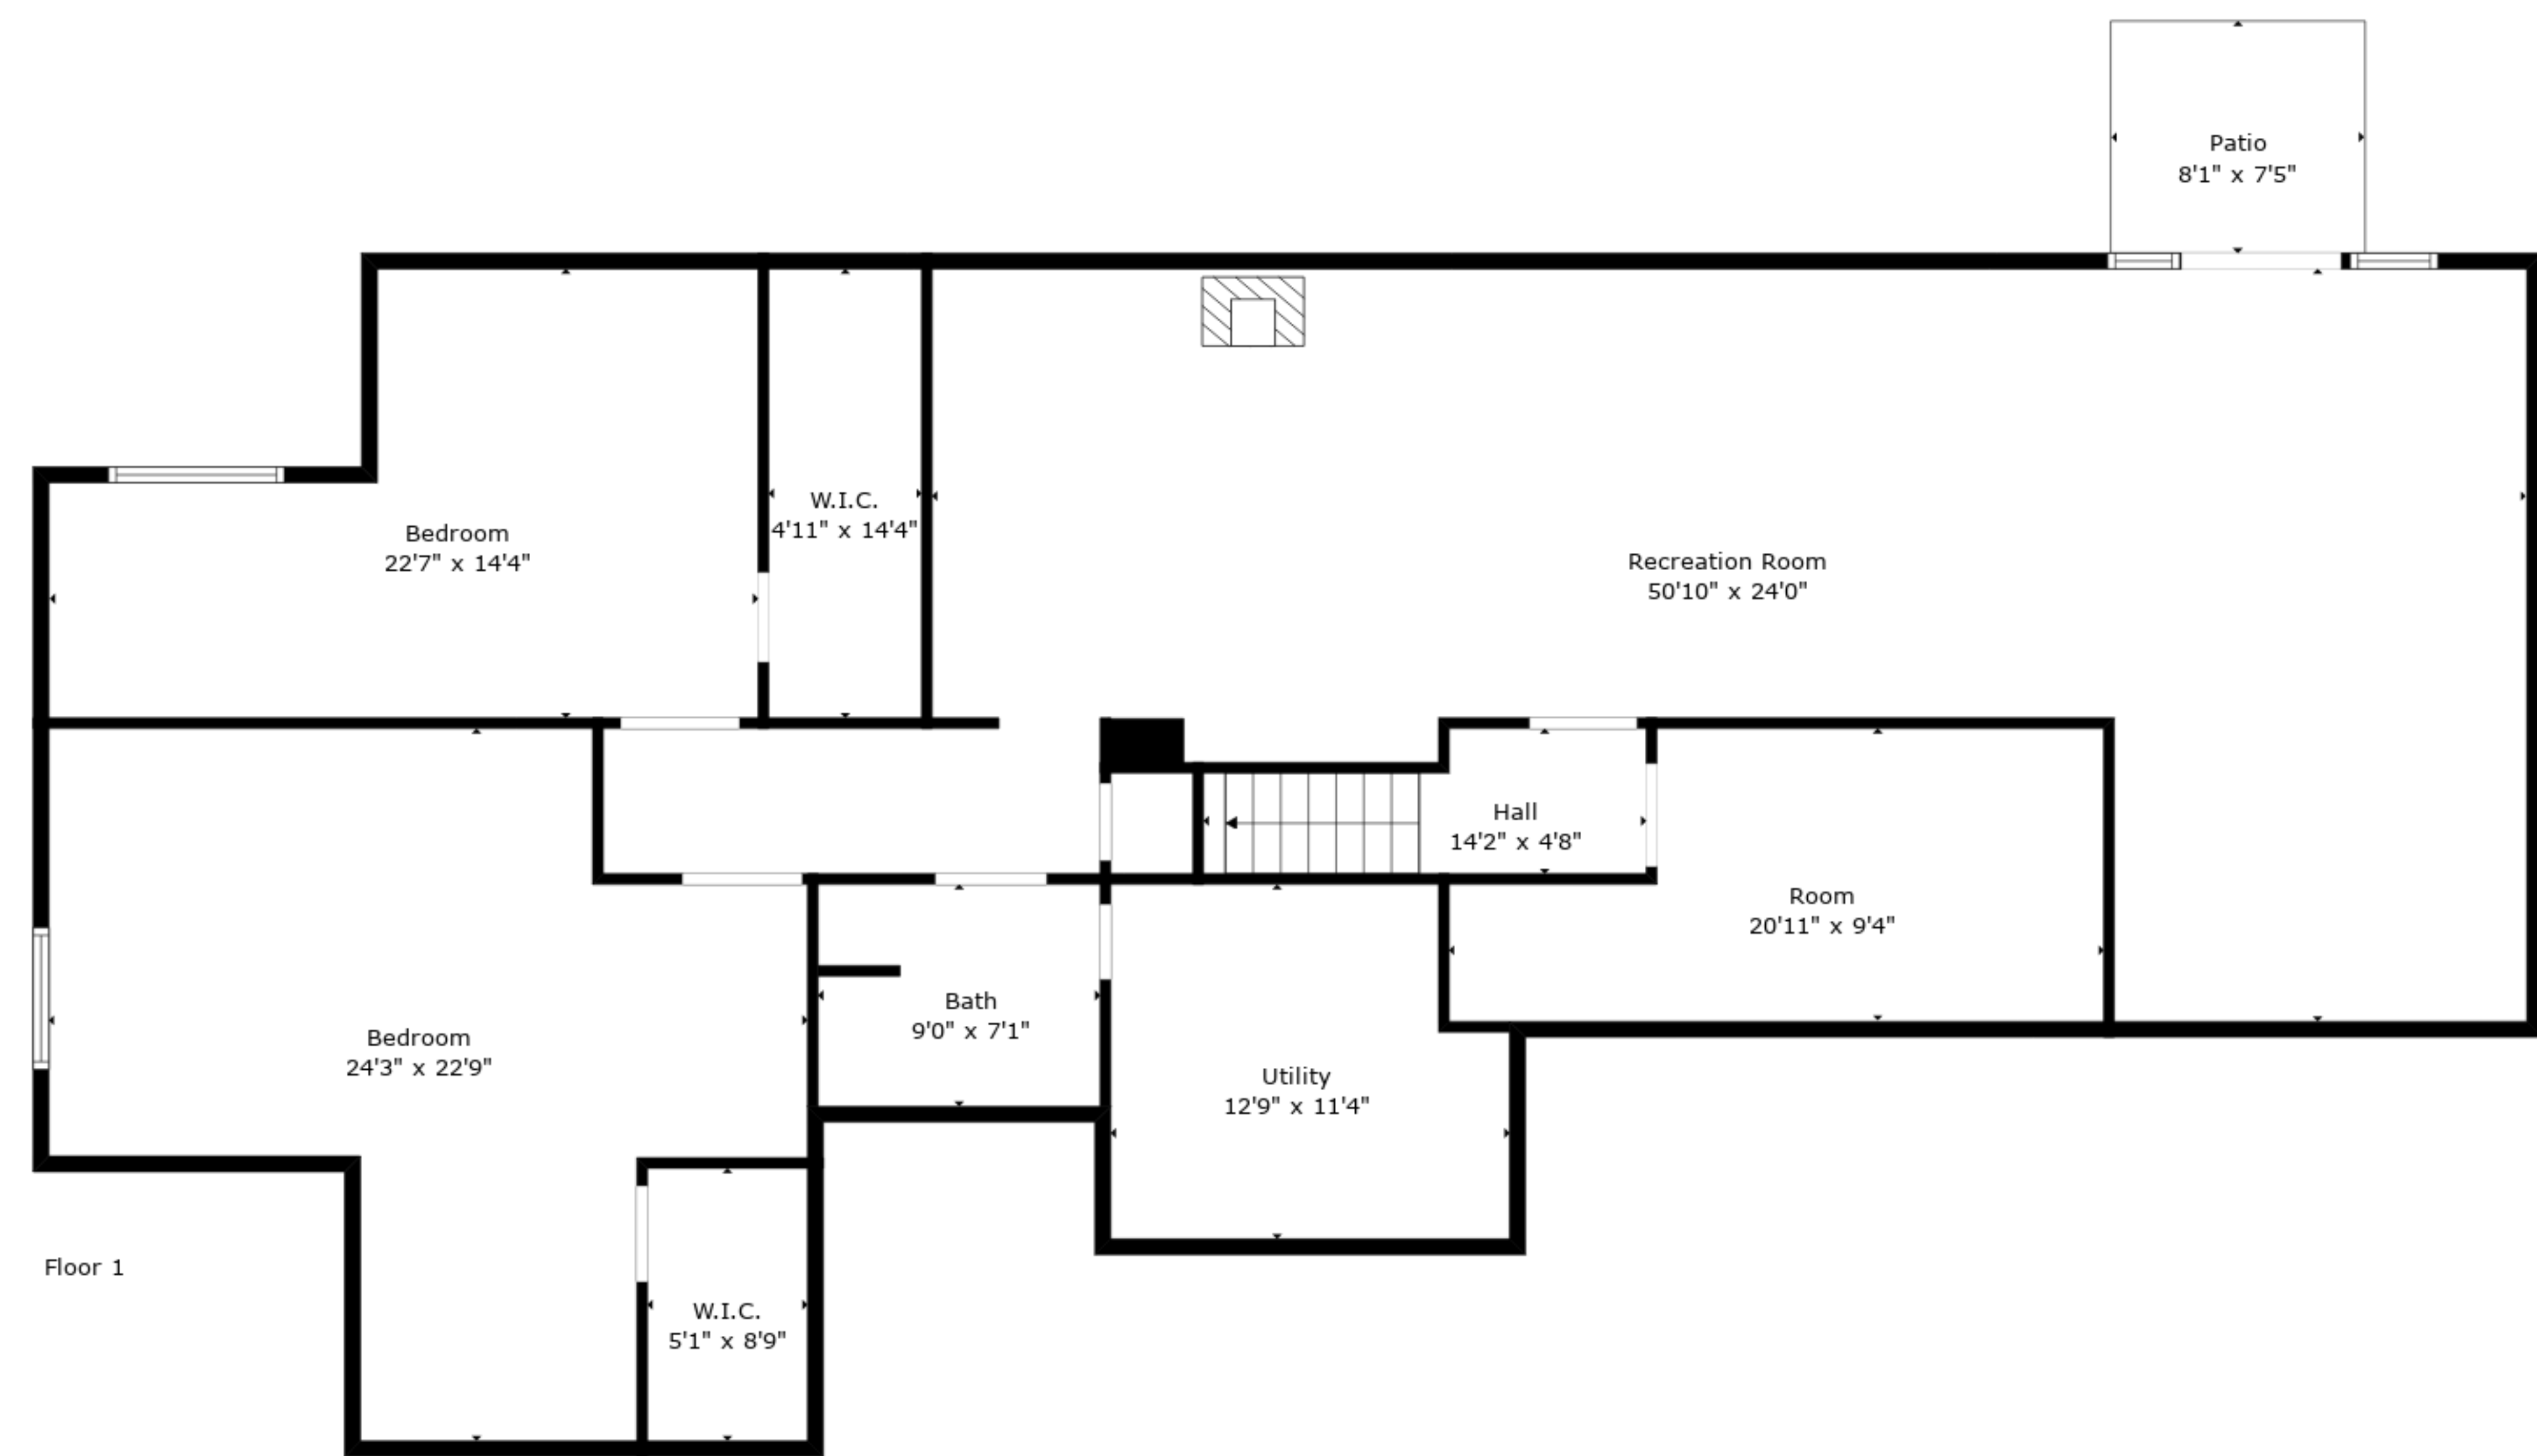 Patio
8'1" x 7'5"
Bedroom
22'7" x 14'4"
W.I.C.
4'11" x 14'4"
Recreation Room
50'10" x 24'0"
Hall
14'2" x 4'8"
Room
20'11" x 9'4"
Bath
9'0" x 7'1"
Bedroom
24'3" x 22'9"
Utility
12'9" x 11'4"
Floor 1
W.I.C.
5'1" x 8'9"